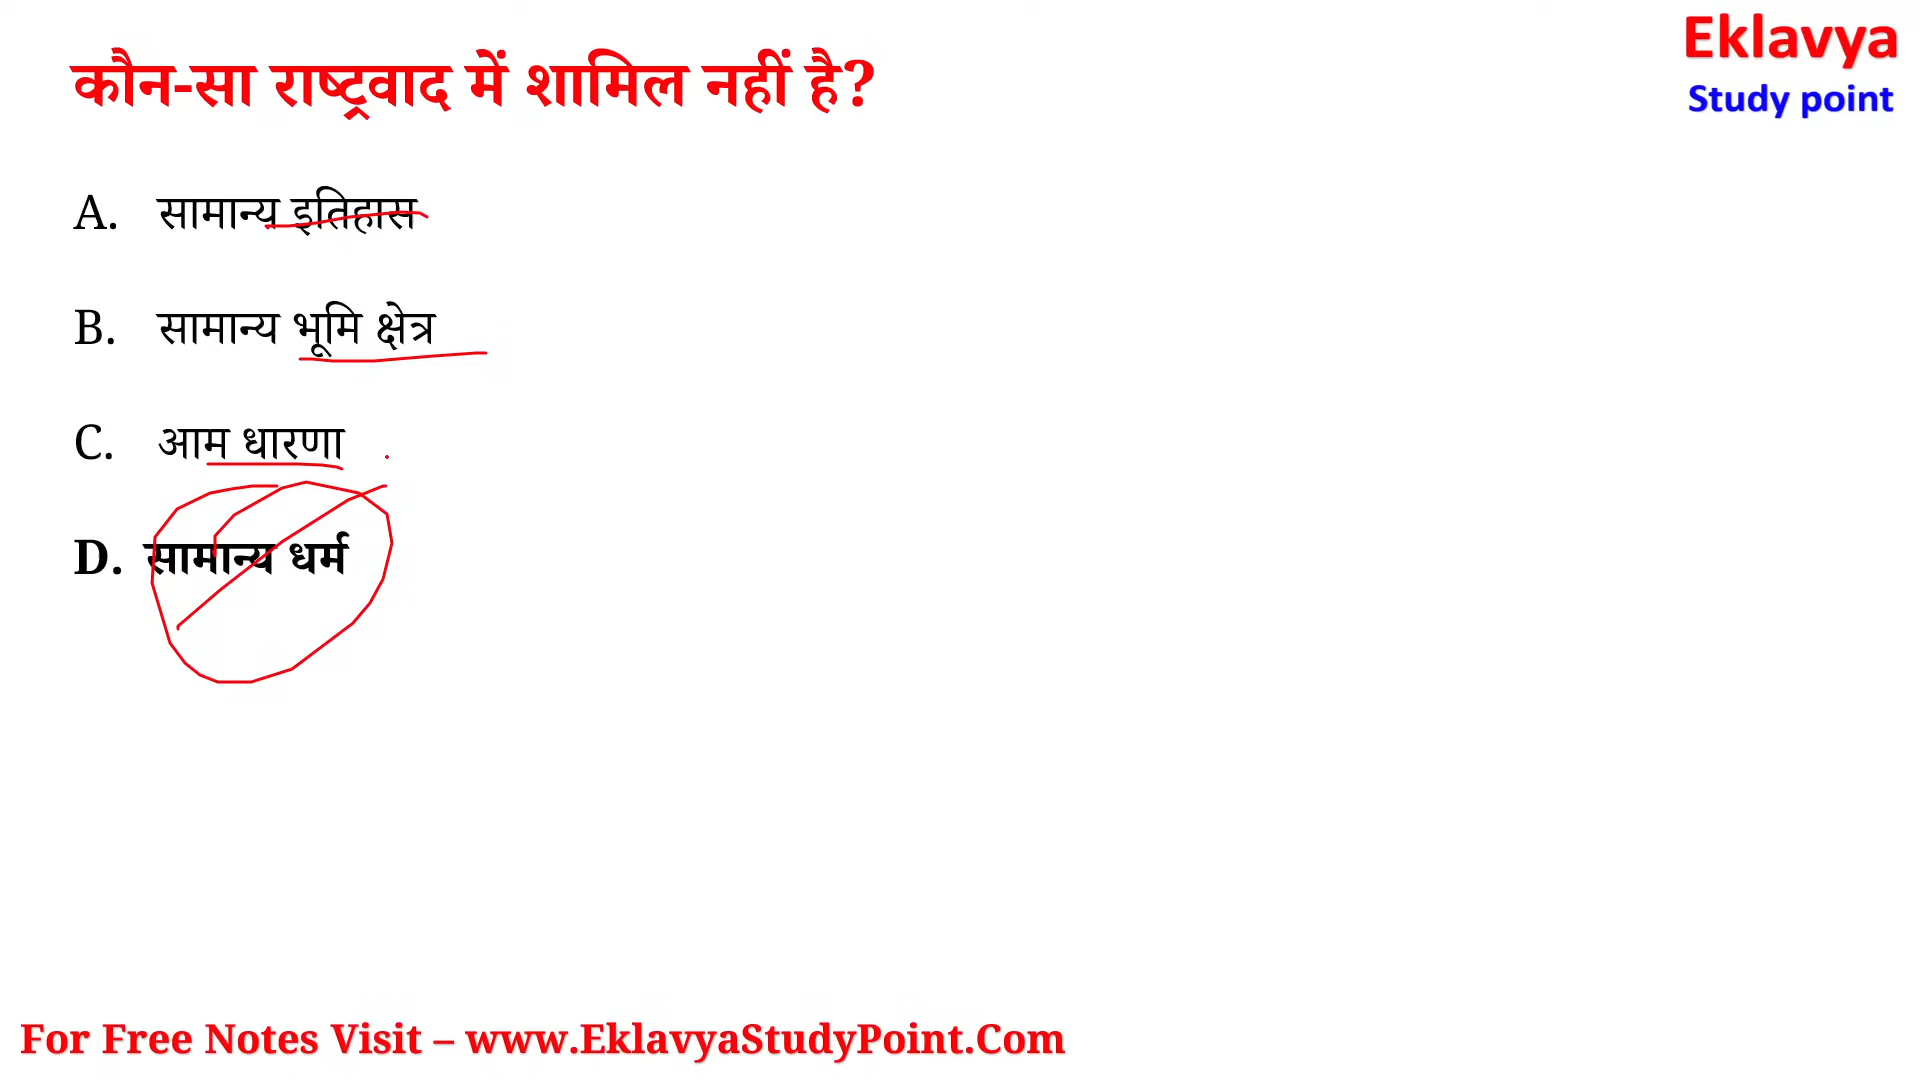 Eklavya
Study point
कौन-सा राष्ट्रवाद में शामिल नहीं है?
A. सामान्य इतिहास
B. सामान्य भूमि क्षेत्र
C. आम धारणा
D. सामान्य धर्म
For Free Notes Visit – www.EklavyaStudyPoint.Com